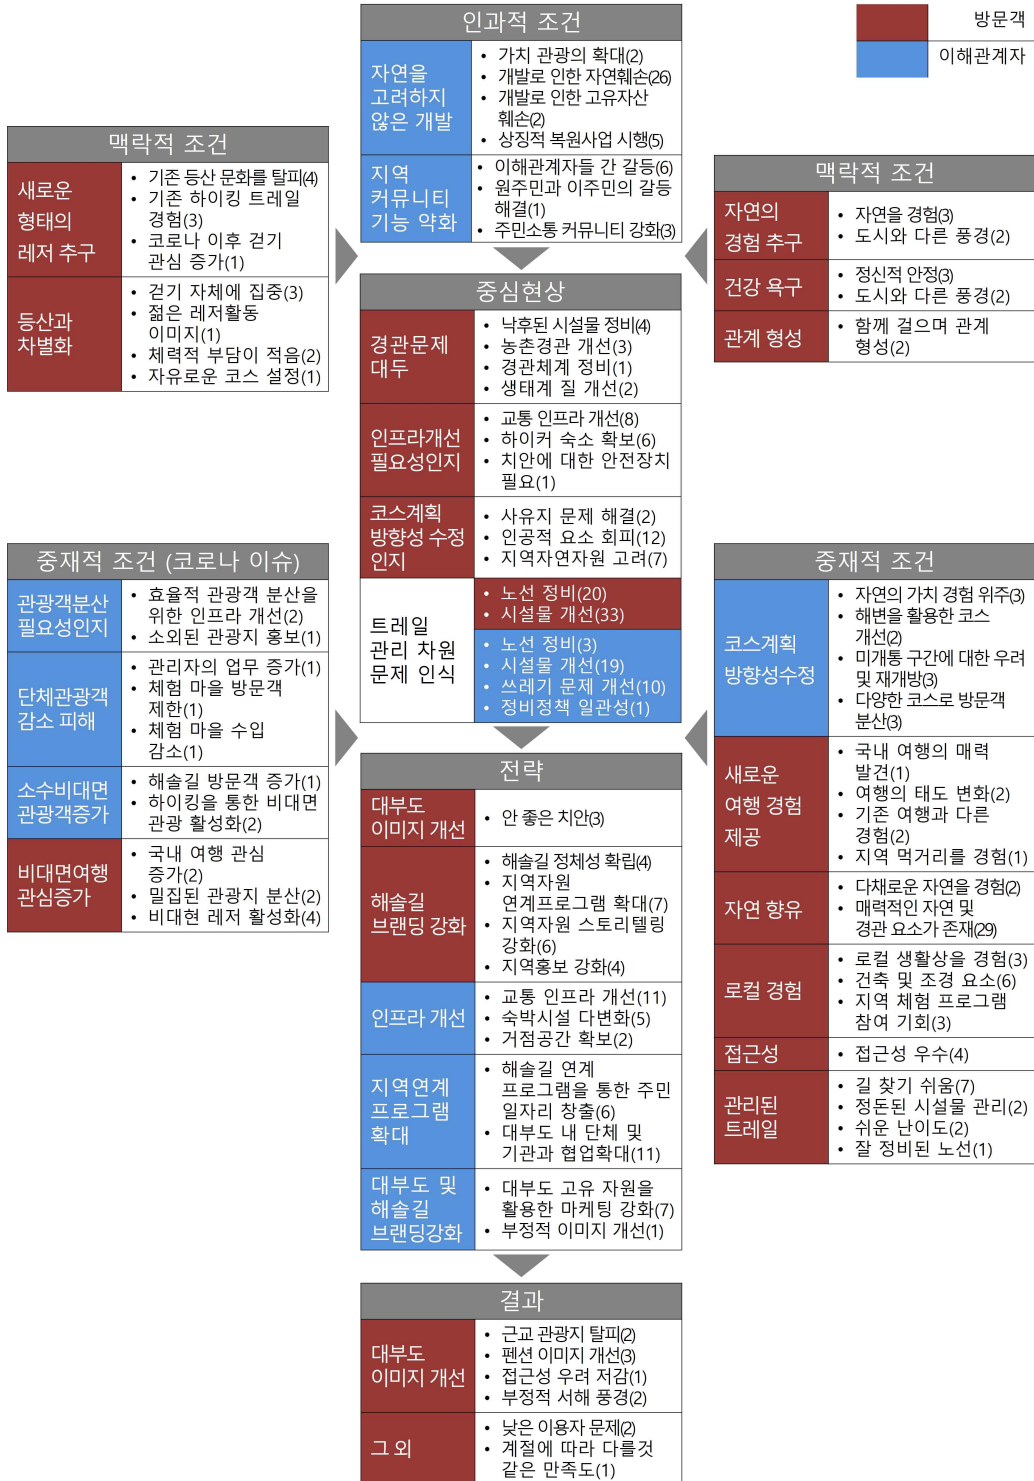 방문객
이해관계자
인과적 조건
자연을
고려하지
않은 개발
• 가치 관광의 확대(2)
• 개발로 인한 자연훼손(26)
• 개발로 인한 고유자산
훼손(2)
• 상징적 복원사업 시행(5)
지역
커뮤니티
기능 약화
• 이해관계자들 간 갈등(6)
• 원주민과 이주민의 갈등
해결(1)
• 주민소통 커뮤니티 강화(3)
맥락적 조건
새로운
형태의
레저 추구
• 기존 등산 문화를 탈피(4)
• 기존 하이킹 트레일
경험(3)
• 코로나 이후 걷기
관심 증가(1)
등산과
차별화
• 걷기 자체에 집중(3)
• 젊은 레저활동
이미지(1)
• 체력적 부담이 적음(2)
• 자유로운 코스 설정(1)
맥락적 조건
자연의
경험 추구
• 자연을 경험(3)
• 도시와 다른 풍경(2)
건강 욕구
• 정신적 안정(3)
• 도시와 다른 풍경(2)
관계 형성
• 함께 걸으며 관계
형성(2)
중심현상
경관문제
대두
• 낙후된 시설물 정비(4)
• 농촌경관 개선(3)
• 경관체계 정비(1)
• 생태계 질 개선(2)
인프라개선
필요성인지
• 교통 인프라 개선(8)
• 하이커 숙소 확보(6)
• 치안에 대한 안전장치
필요(1)
코스계획
방향성 수정
인지
• 사유지 문제 해결(2)
• 인공적 요소 회피(12)
• 지역자연자원 고려(7)
트레일
관리 차원
문제 인식
• 노선 정비(20)
• 시설물 개선(33)
• 노선 정비(3)
• 시설물 개선(19)
• 쓰레기 문제 개선(10)
• 정비정책 일관성(1)
중재적 조건 (코로나 이슈)
관광객분산
필요성인지
• 효율적 관광객 분산을
위한 인프라 개선(2)
• 소외된 관광지 홍보(1)
단체관광객
감소 피해
• 관리자의 업무 증가(1)
• 체험 마을 방문객
제한(1)
• 체험 마을 수입
감소(1)
소수비대면
관광객증가
• 해솔길 방문객 증가(1)
• 하이킹을 통한 비대면
관광 활성화(2)
비대면여행
관심증가
• 국내 여행 관심
증가(2)
• 밀집된 관광지 분산(2)
• 비대현 레저 활성화(4)
중재적 조건
코스계획
방향성수정
• 자연의 가치 경험 위주(3)
• 해변을 활용한 코스
개선(2)
• 미개통 구간에 대한 우려
및 재개방(3)
• 다양한 코스로 방문객
분산(3)
새로운
여행 경험
제공
• 국내 여행의 매력
발견(1)
• 여행의 태도 변화(2)
• 기존 여행과 다른
경험(2)
• 지역 먹거리를 경험(1)
자연 향유
• 다채로운 자연을 경험(2)
• 매력적인 자연 및
경관 요소가 존재(29)
로컬 경험
• 로컬 생활상을 경험(3)
• 건축 및 조경 요소(6)
• 지역 체험 프로그램
참여 기회(3)
접근성
• 접근성 우수(4)
관리된
트레일
• 길 찾기 쉬움(7)
• 정돈된 시설물 관리(2)
• 쉬운 난이도(2)
• 잘 정비된 노선(1)
전략
대부도
이미지 개선
• 안 좋은 치안(3)
해솔길
브랜딩 강화
• 해솔길 정체성 확립(4)
• 지역자원
연계프로그램 확대(7)
• 지역자원 스토리텔링
강화(6)
• 지역홍보 강화(4)
인프라 개선
• 교통 인프라 개선(11)
• 숙박시설 다변화(5)
• 거점공간 확보(2)
지역연계
프로그램
확대
• 해솔길 연계
프로그램을 통한 주민
일자리 창출(6)
• 대부도 내 단체 및
기관과 협업확대(11)
대부도 및
해솔길
브랜딩강화
• 대부도 고유 자원을
활용한 마케팅 강화(7)
• 부정적 이미지 개선(1)
결과
대부도
이미지 개선
• 근교 관광지 탈피(2)
• 펜션 이미지 개선(3)
• 접근성 우려 저감(1)
• 부정적 서해 풍경(2)
그 외
• 낮은 이용자 문제(2)
• 계절에 따라 다를것
같은 만족도(1)